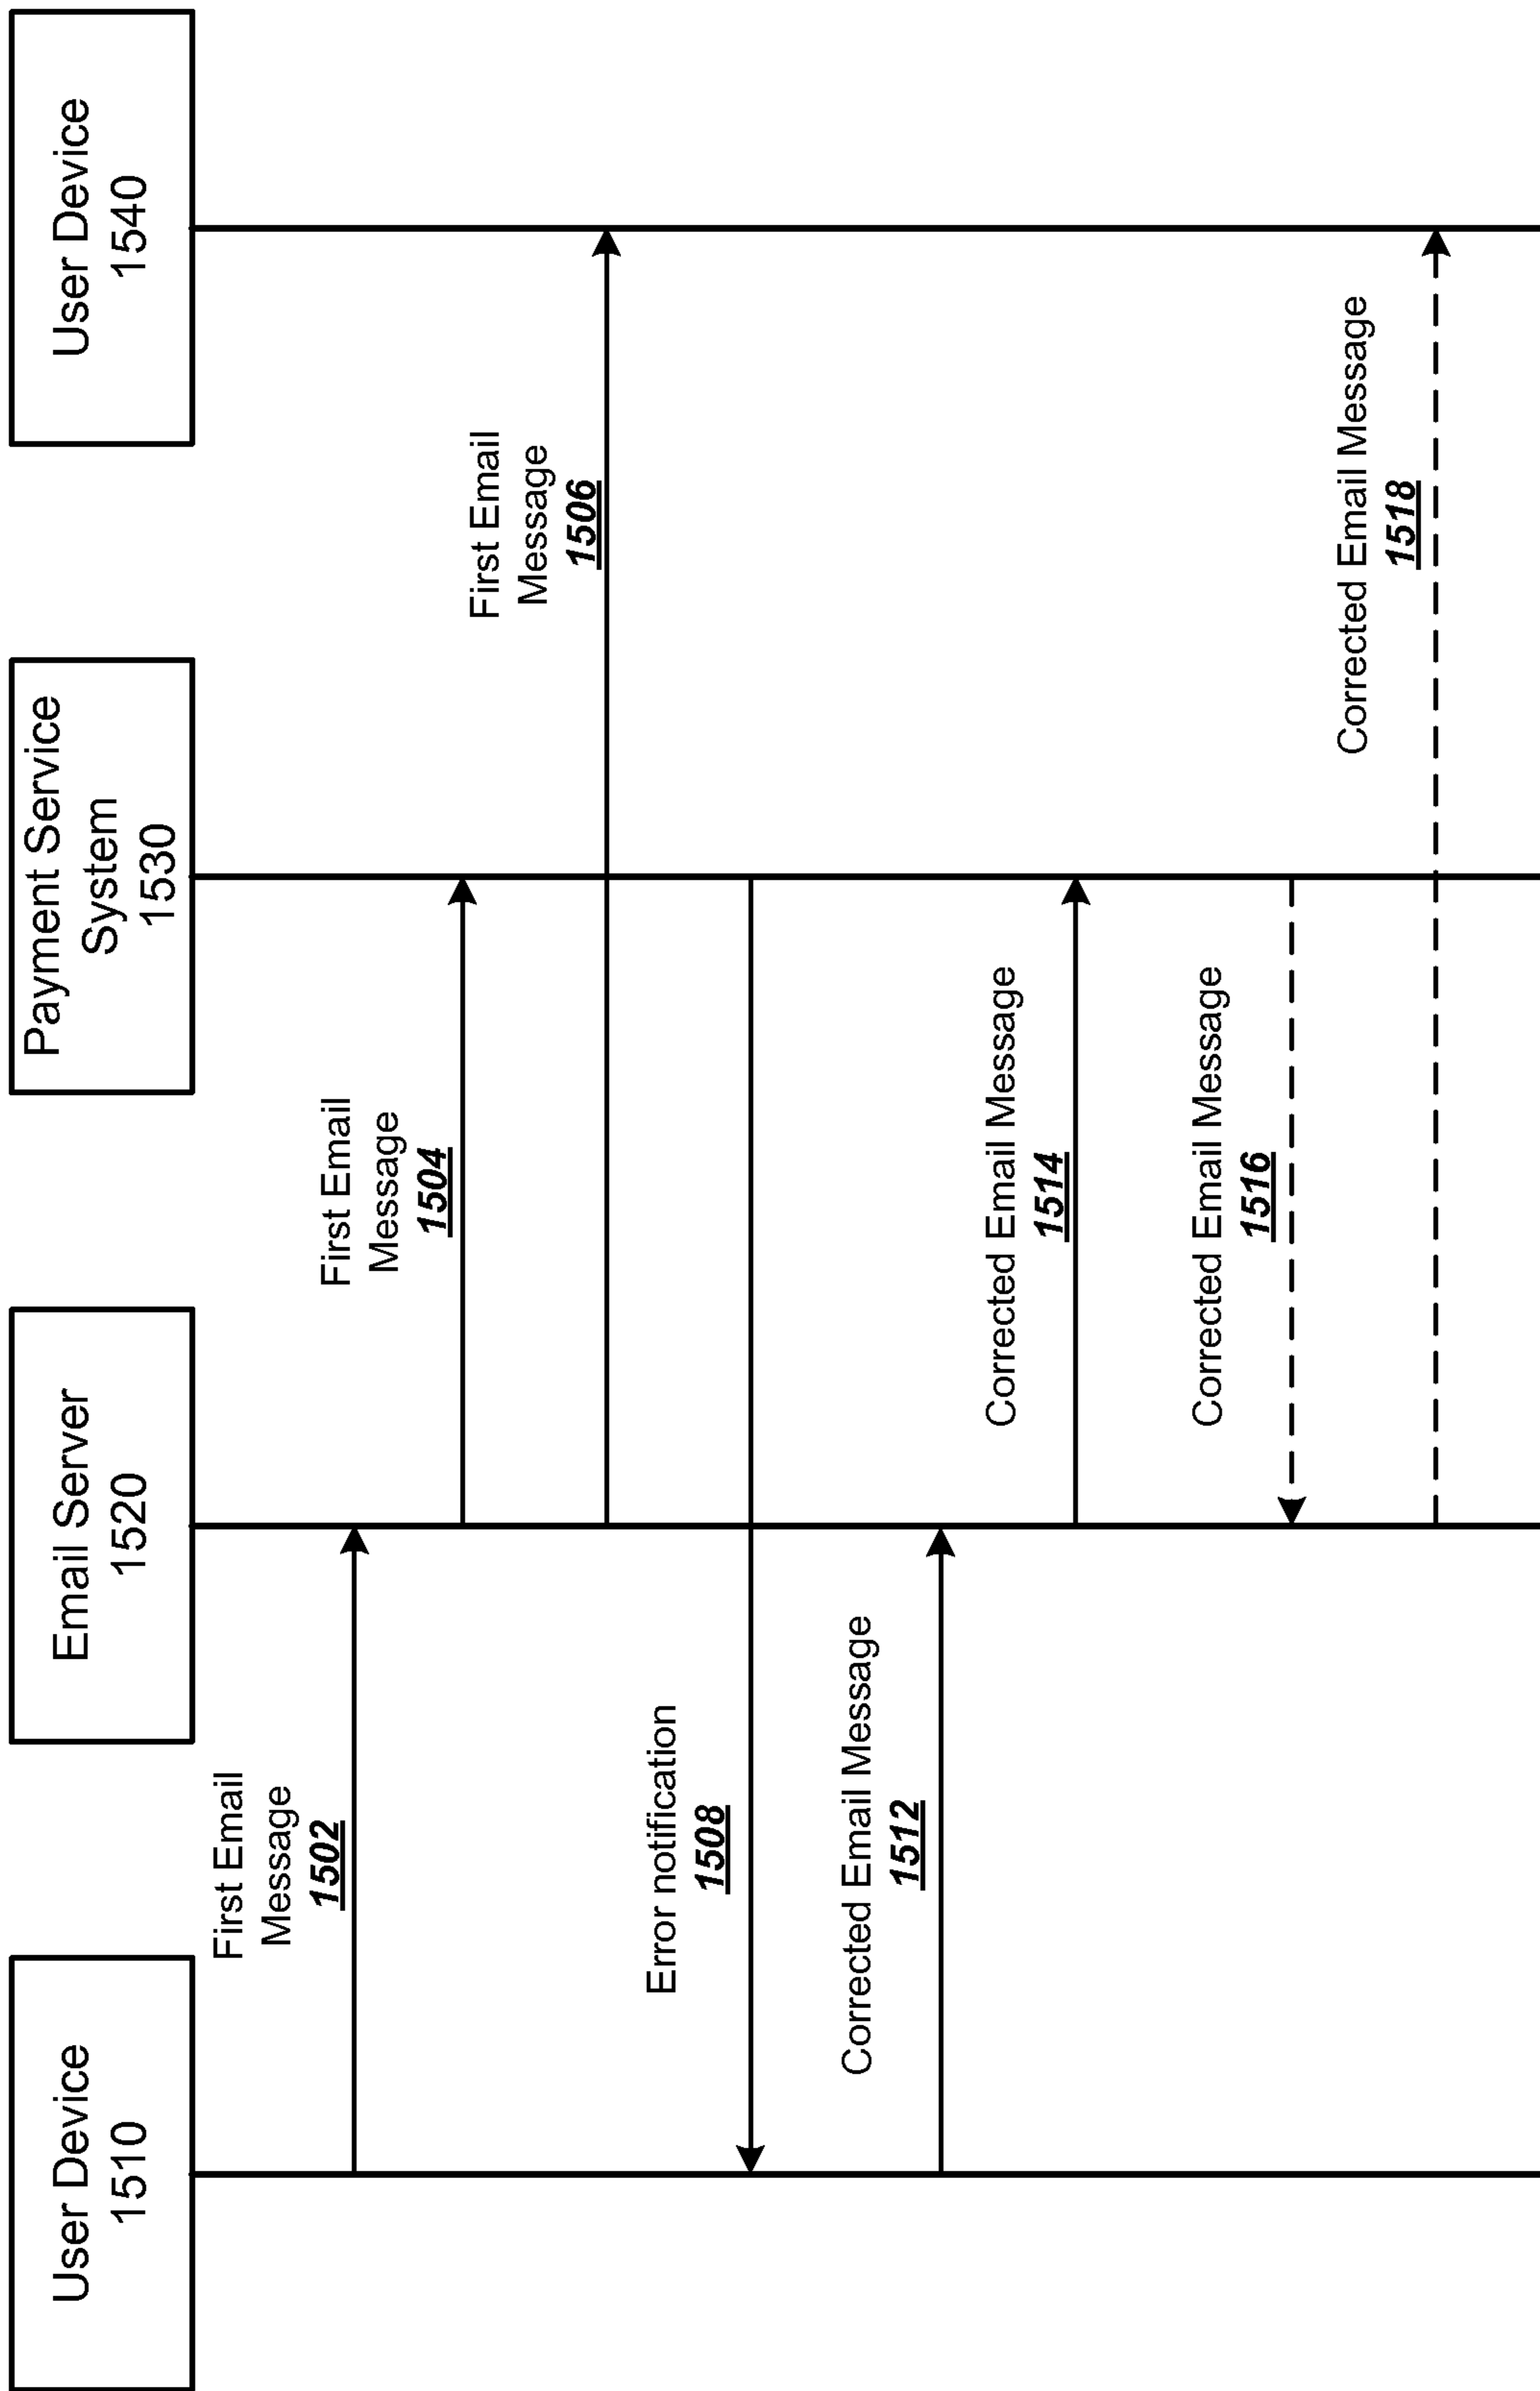 User Device
1510
Email Server
1520
Payment Service
System
1530
User Device
1540
First Email
Message
1502
First Email
Message
1504
First Email
Message
1506
Error notification
1508
Corrected Email Message
1512
Corrected Email Message
1514
Corrected Email Message
1516
Corrected Email Message
1518